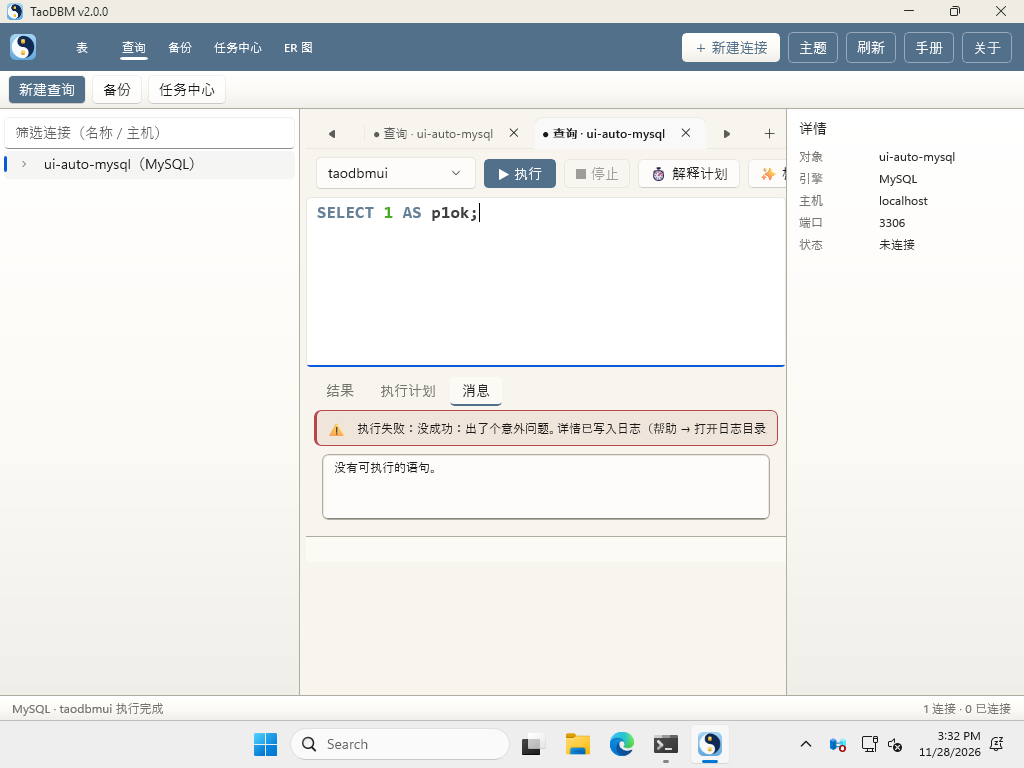 TaoDBM v2.0.0
表 查询 备份 任务中心 ER 图 + 新建连接 主题 刷新 手册 关于
新建查询 备份 任务中心
筛选连接（名称 / 主机）
ui-auto-mysql（MySQL）
• 查询 · ui-auto-mysql
• 查询 · ui-auto-mysql
taodbmui 执行 停止 解释计划
SELECT 1 AS p1ok;
结果 执行计划 消息
执行失败：没成功：出了个意外问题。详情已写入日志（帮助 → 打开日志目录
没有可执行的语句。
详情
对象 ui-auto-mysql
引擎 MySQL
主机 localhost
端口 3306
状态 未连接
MySQL · taodbmui 执行完成
1 连接 · 0 已连接
Search
3:32 PM
11/28/2026